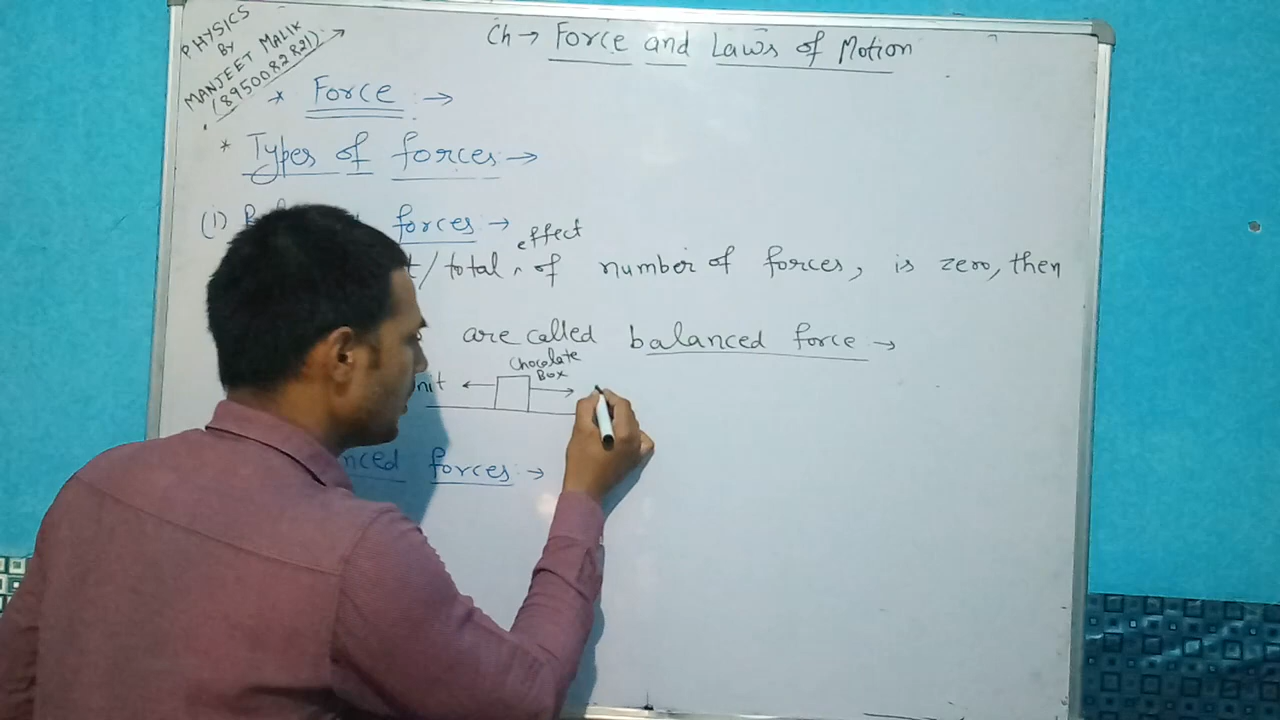 PHYSICS
BY
MANJEET MALIK
(8950082821)
Ch → Force and Laws of Motion
* Force →
* Types of forces →
(i) forces →
effect
/ total of number of forces, is zero, then
are called balanced force →
Chocolate
Box
nit
nced forces →